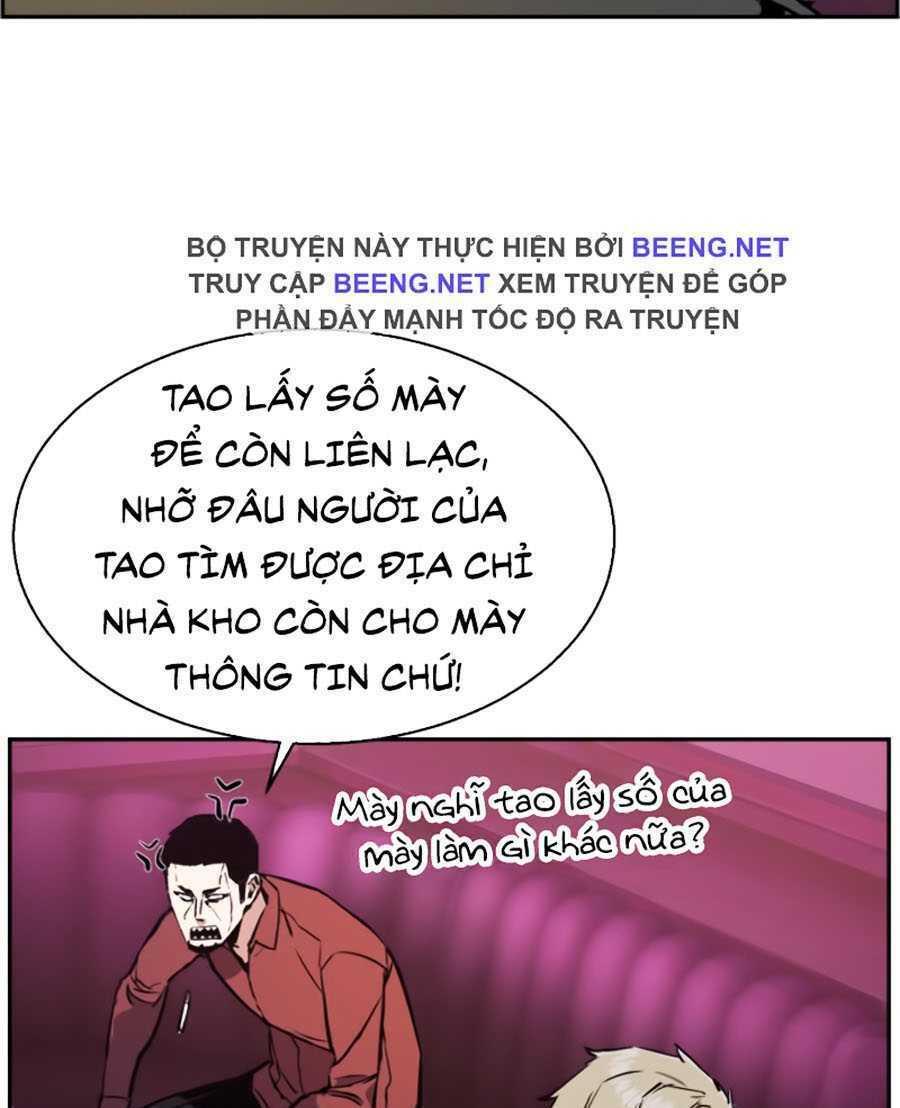 BỘ TRUYỆN NÀY THỰC HIỆN BỞI BEENG.NET
TRUY CẬP BEENG.NET XEM TRUYỆN ĐỂ GÓP
PHẦN ĐẨY MẠNH TỐC ĐỘ RA TRUYỆN
TAO LẤY SỐ MÀY
ĐỂ CÒN LIÊN LẠC,
NHỠ ĐÂU NGƯỜI CỦA
TAO TÌM ĐƯỢC ĐỊA CHỈ
NHÀ KHO CÒN CHO MÀY
THÔNG TIN CHỨ!
Mày nghĩ tao lấy số của
mày làm gì khác nữa?